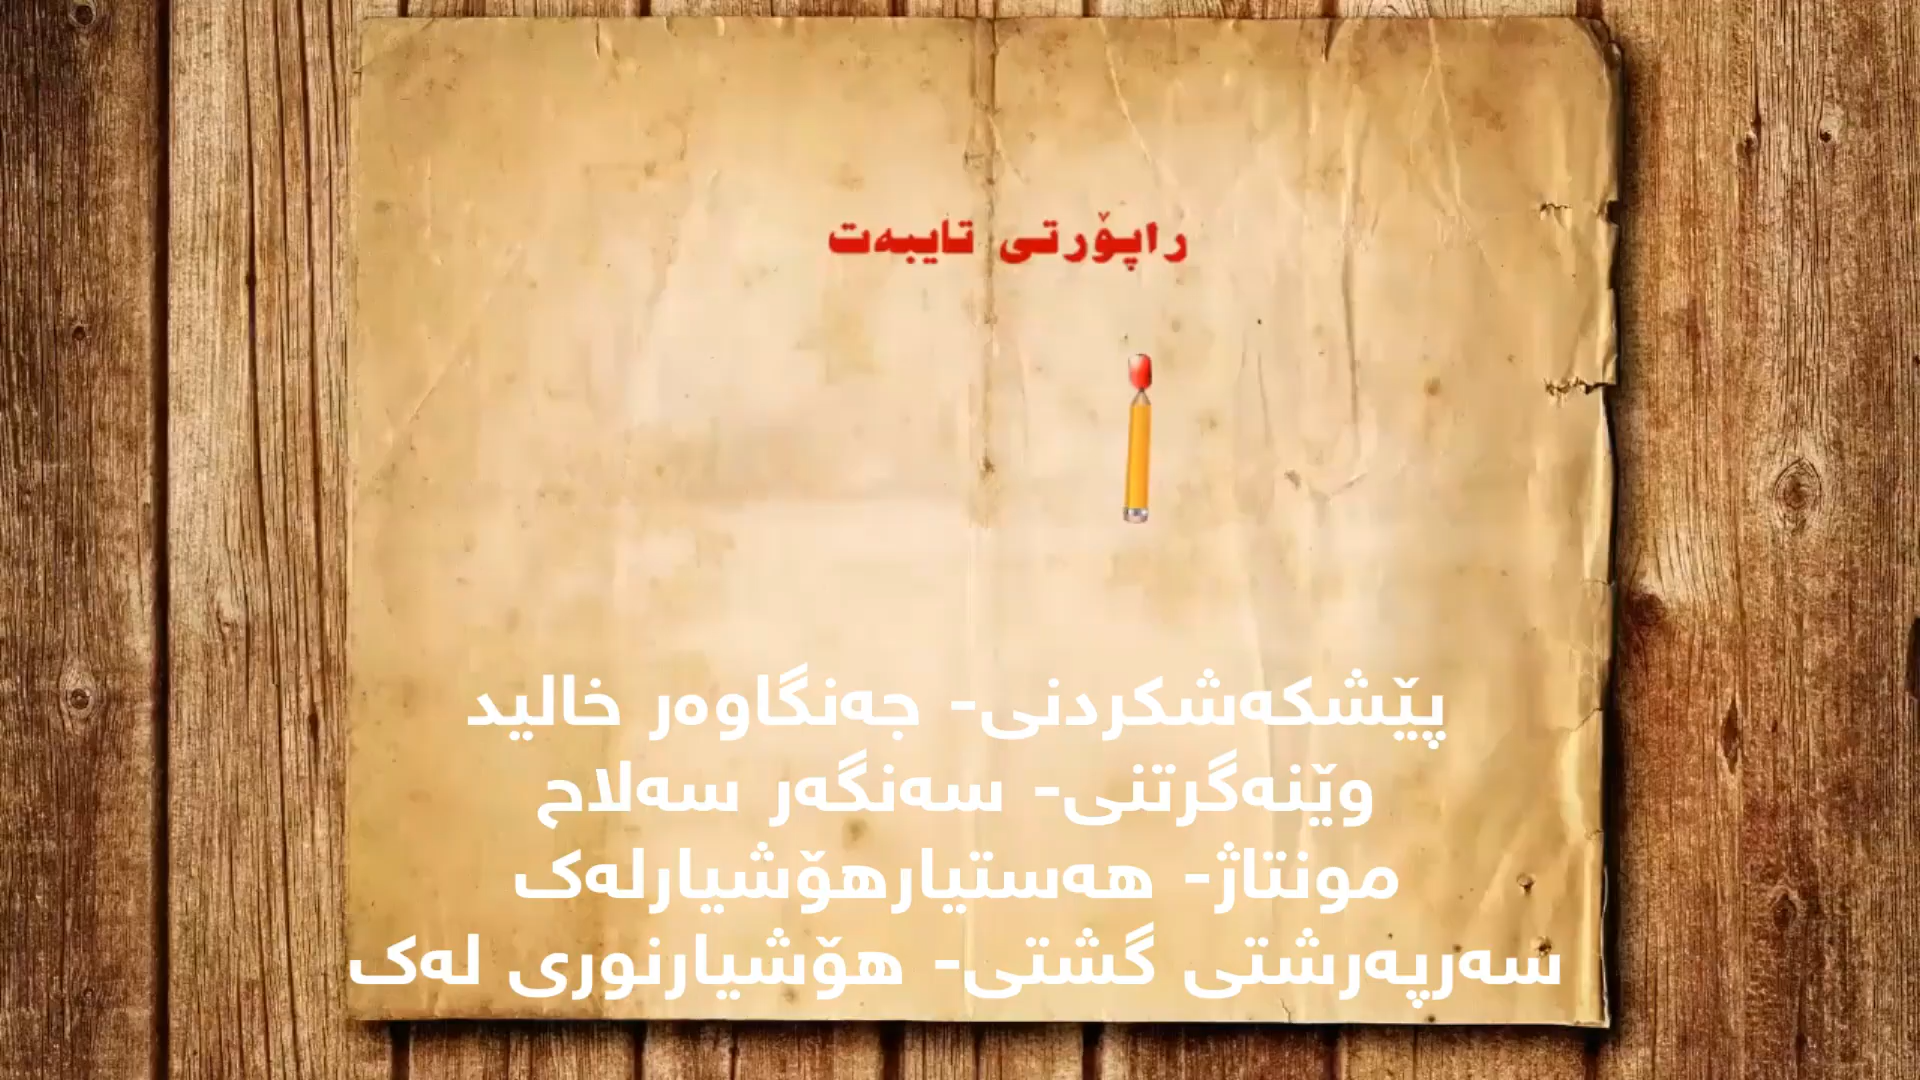 راپۆرتی تایبەت
پێشکەشکردنی- جەنگاوەر خالید
وێنەگرتنی- سەنگەر سەلاح
مونتاژ- هەستیارهۆشیارلەک
سەرپەرشتی گشتی- هۆشیارنوری لەک